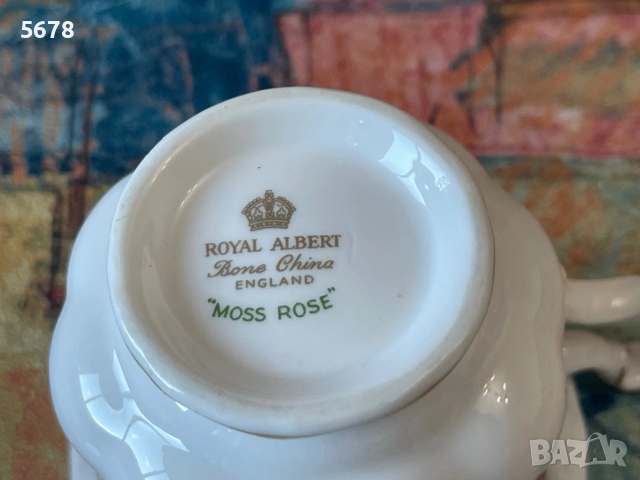 5678
ROYAL ALBERT
Bone China
ENGLAND
"MOSS ROSE"
BAZAR